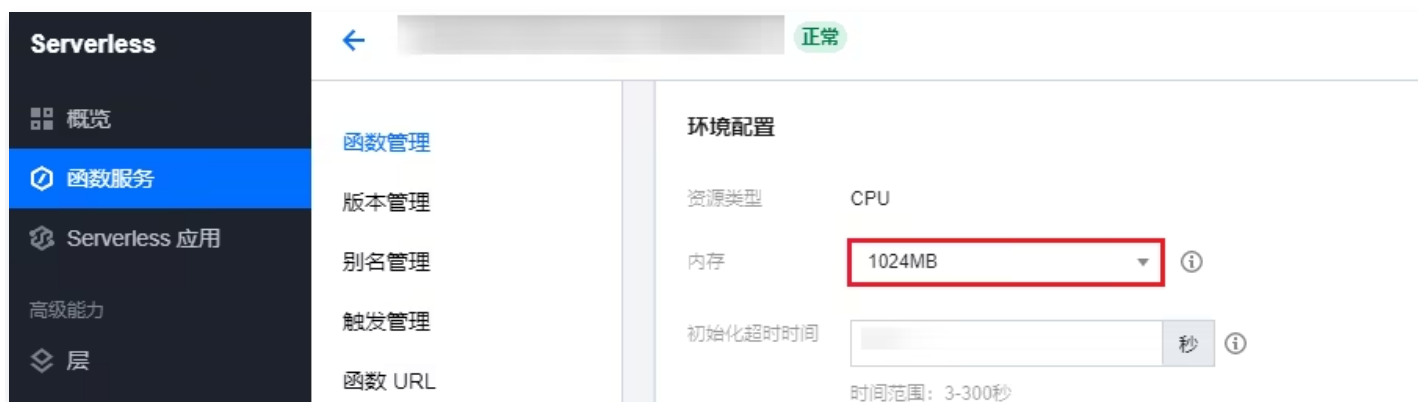 Serverless
概览
函数服务
Serverless 应用
高级能力
层
正常
函数管理
版本管理
别名管理
触发管理
函数 URL
环境配置
资源类型 CPU
内存 1024MB
初始化超时时间 秒
时间范围：3-300秒